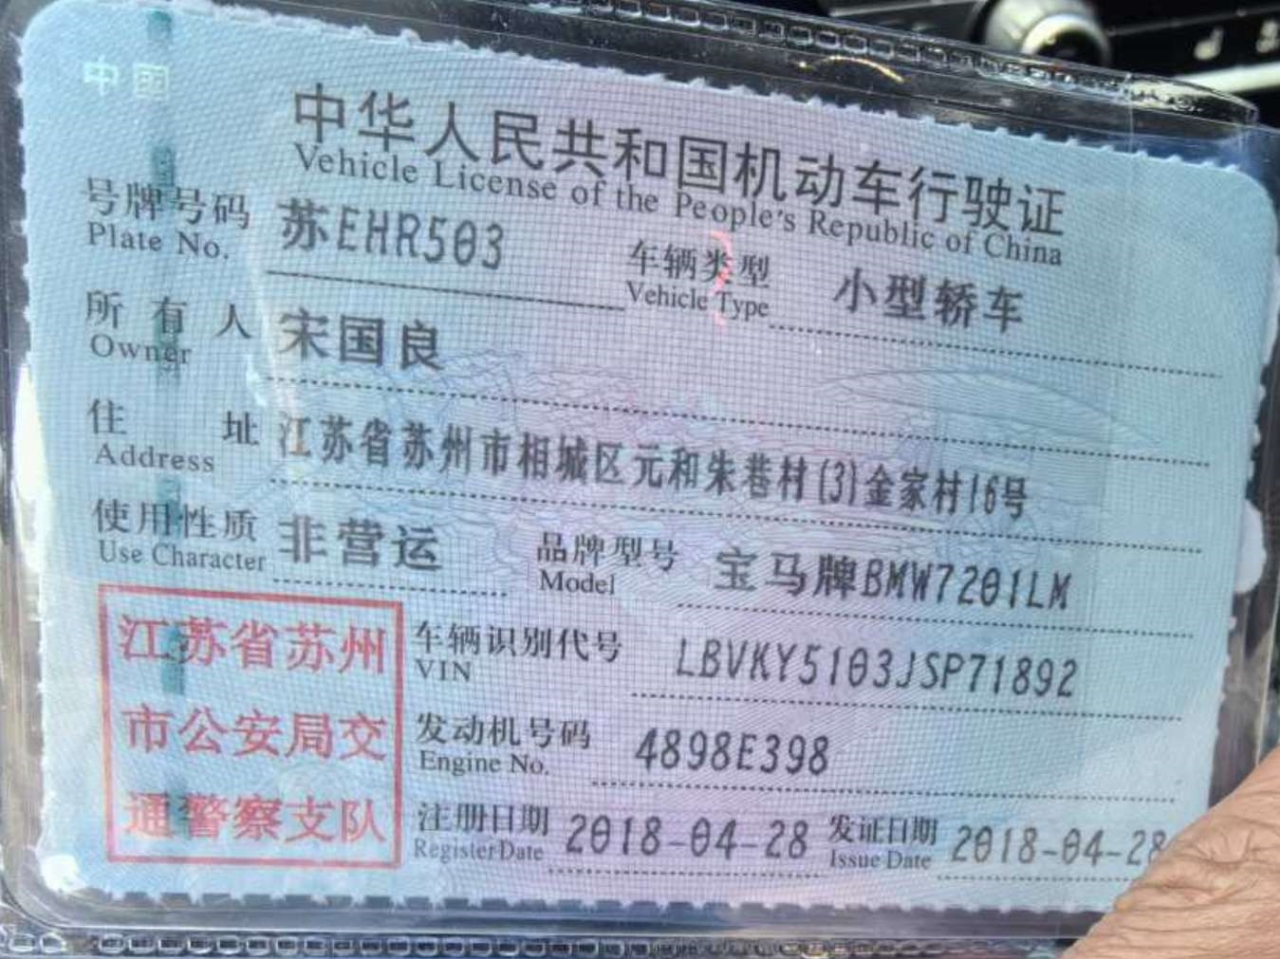 中国
中华人民共和国机动车行驶证
Vehicle License of the People's Republic of China
号牌号码 苏EHR503 车辆类型 小型轿车
Plate No. Vehicle Type
所有人 宋国良
Owner
住址 江苏省苏州市相城区元和朱巷村(3)金家村16号
Address
使用性质 非营运 品牌型号 宝马牌BMW7201LM
Use Character Model
江苏省苏州
市公安局交
通警察支队
车辆识别代号 LBVKY5103JSP71892
VIN
发动机号码 4898E398
Engine No.
注册日期 2018-04-28 发证日期 2018-04-28
Register Date Issue Date